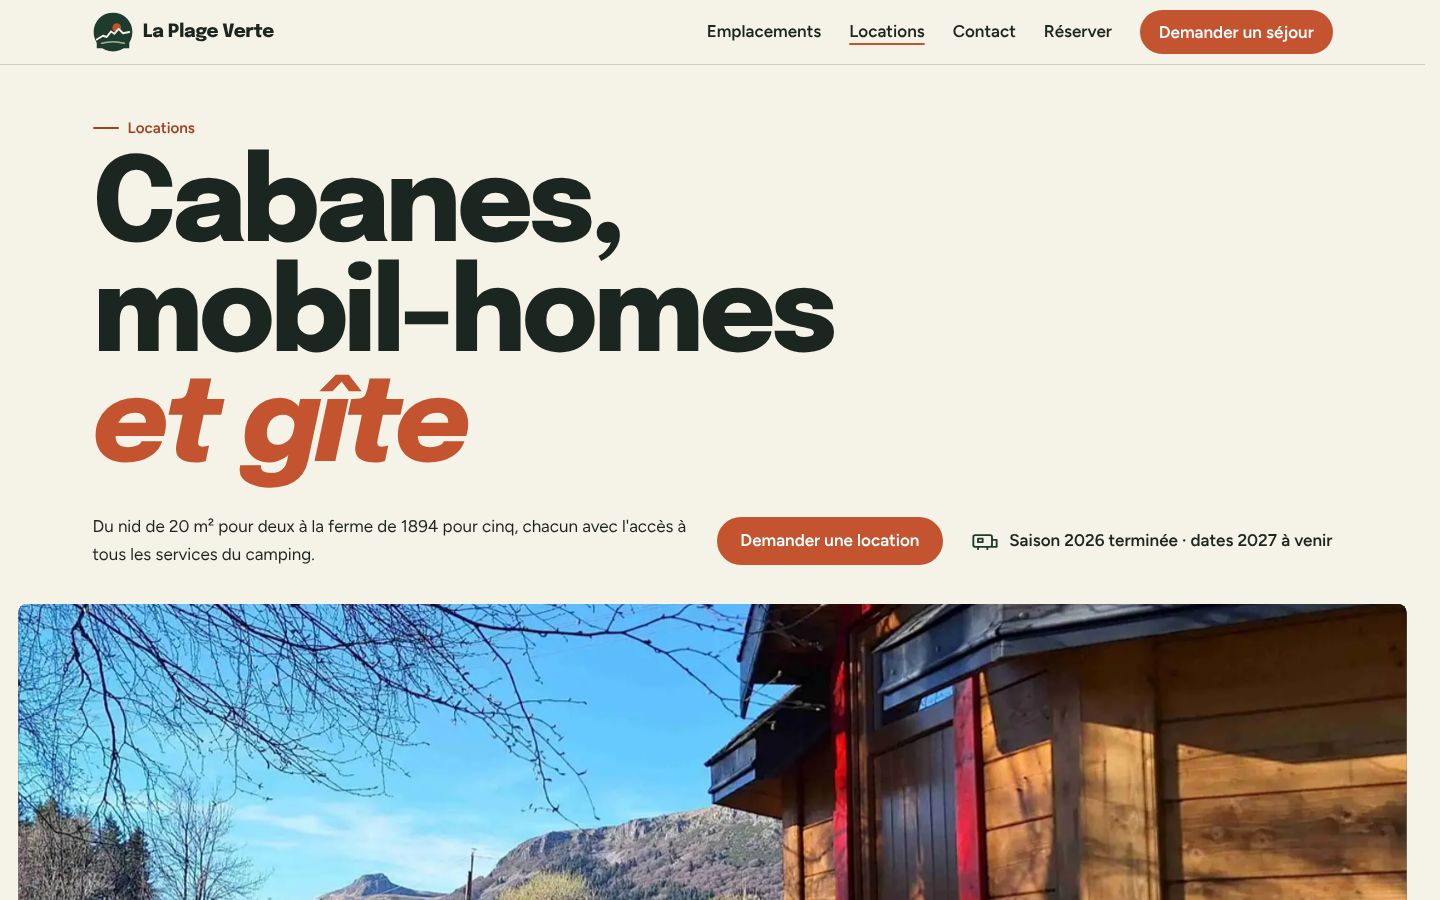 La Plage Verte
Emplacements
Locations
Contact
Réserver
Demander un séjour
Locations
Cabanes,
mobil-homes
et gîte
Du nid de 20 m² pour deux à la ferme de 1894 pour cinq, chacun avec l'accès à
tous les services du camping.
Demander une location
Saison 2026 terminée · dates 2027 à venir